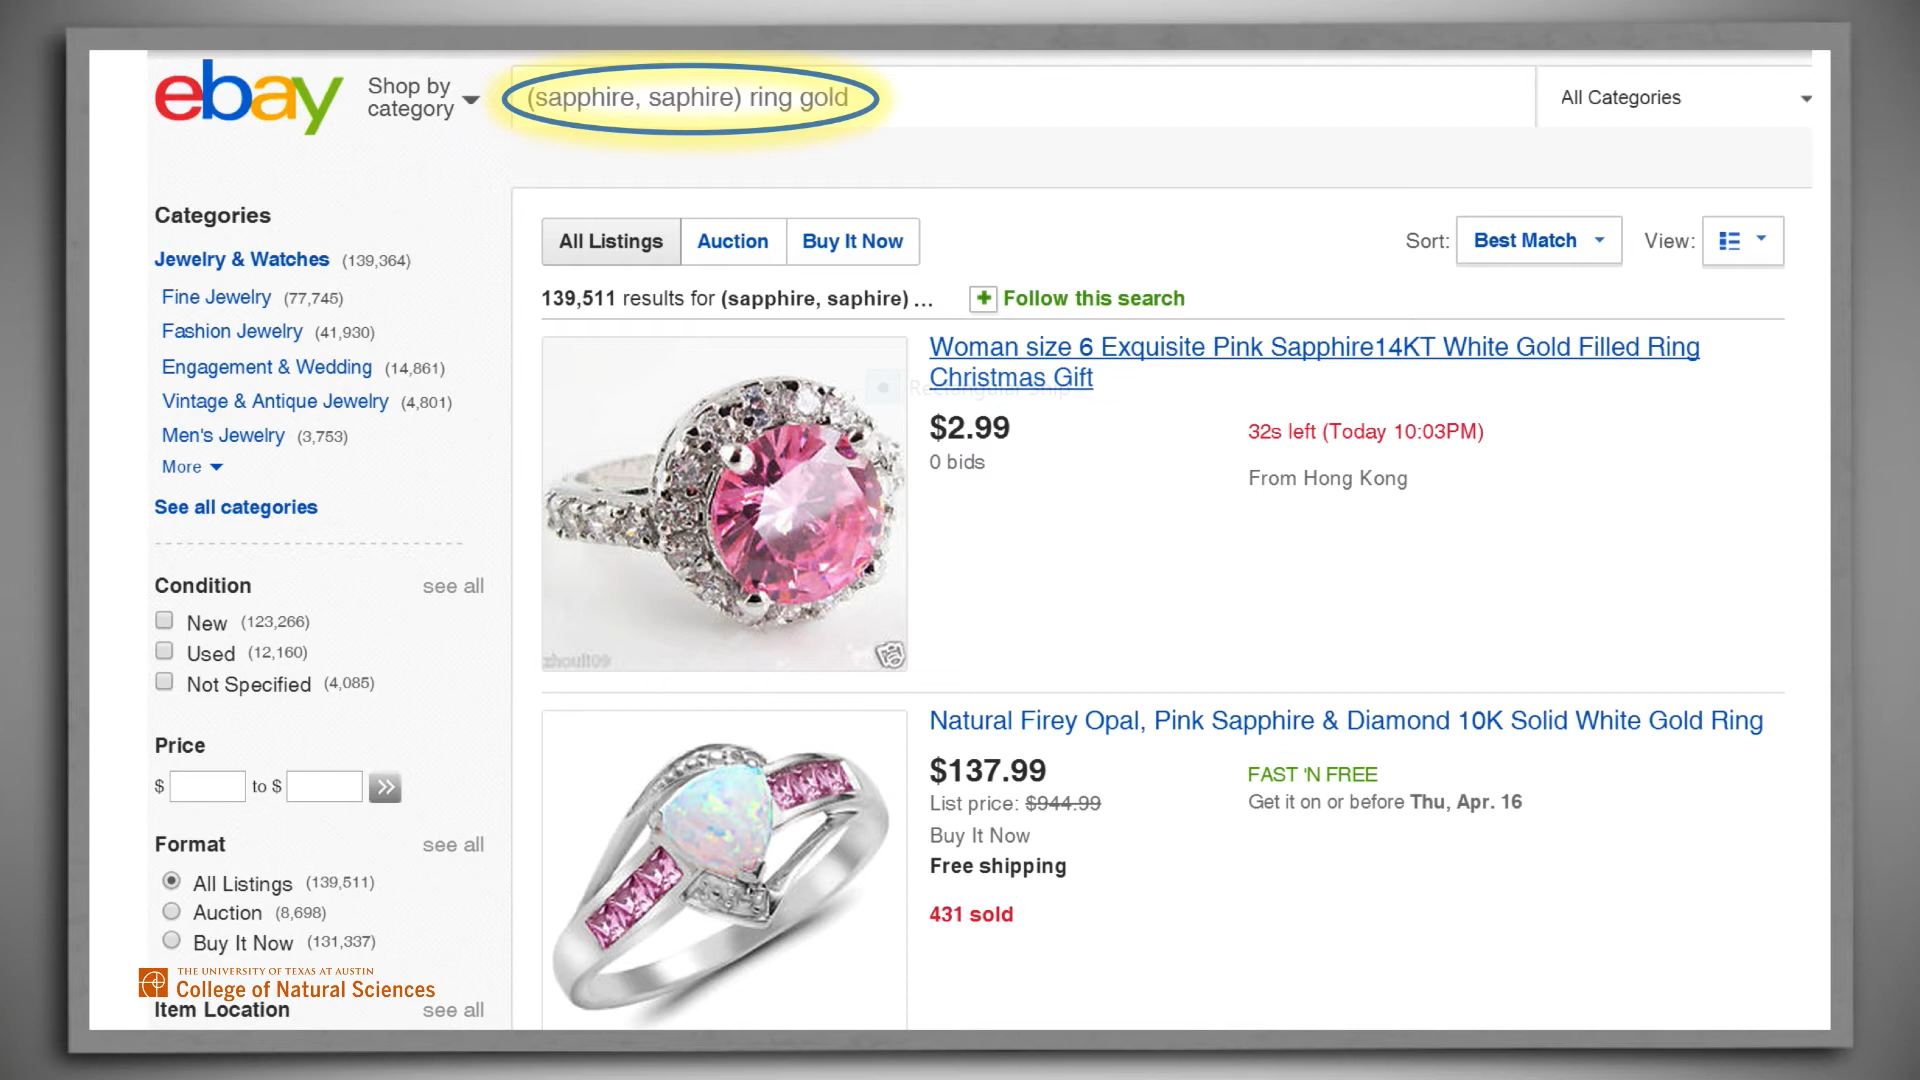 ebay
Shop by
category
(sapphire, saphire) ring gold
All Categories
Categories
Jewelry & Watches (139,364)
Fine Jewelry (77,745)
Fashion Jewelry (41,930)
Engagement & Wedding (14,861)
Vintage & Antique Jewelry (4,801)
Men's Jewelry (3,753)
More
See all categories
Condition see all
New (123,266)
Used (12,160)
Not Specified (4,085)
Price
$ to $
Format see all
All Listings (139,511)
Auction (8,698)
Buy It Now (131,337)
THE UNIVERSITY OF TEXAS AT AUSTIN
College of Natural Sciences
Item Location see all
All Listings Auction Buy It Now
Sort: Best Match View:
139,511 results for (sapphire, saphire) ... Follow this search
Woman size 6 Exquisite Pink Sapphire14KT White Gold Filled Ring
Christmas Gift
Rectangular Snip
$2.99
0 bids
32s left (Today 10:03PM)
From Hong Kong
zhoult09
Natural Firey Opal, Pink Sapphire & Diamond 10K Solid White Gold Ring
$137.99
List price: $944.99
Buy It Now
Free shipping
431 sold
FAST 'N FREE
Get it on or before Thu, Apr. 16